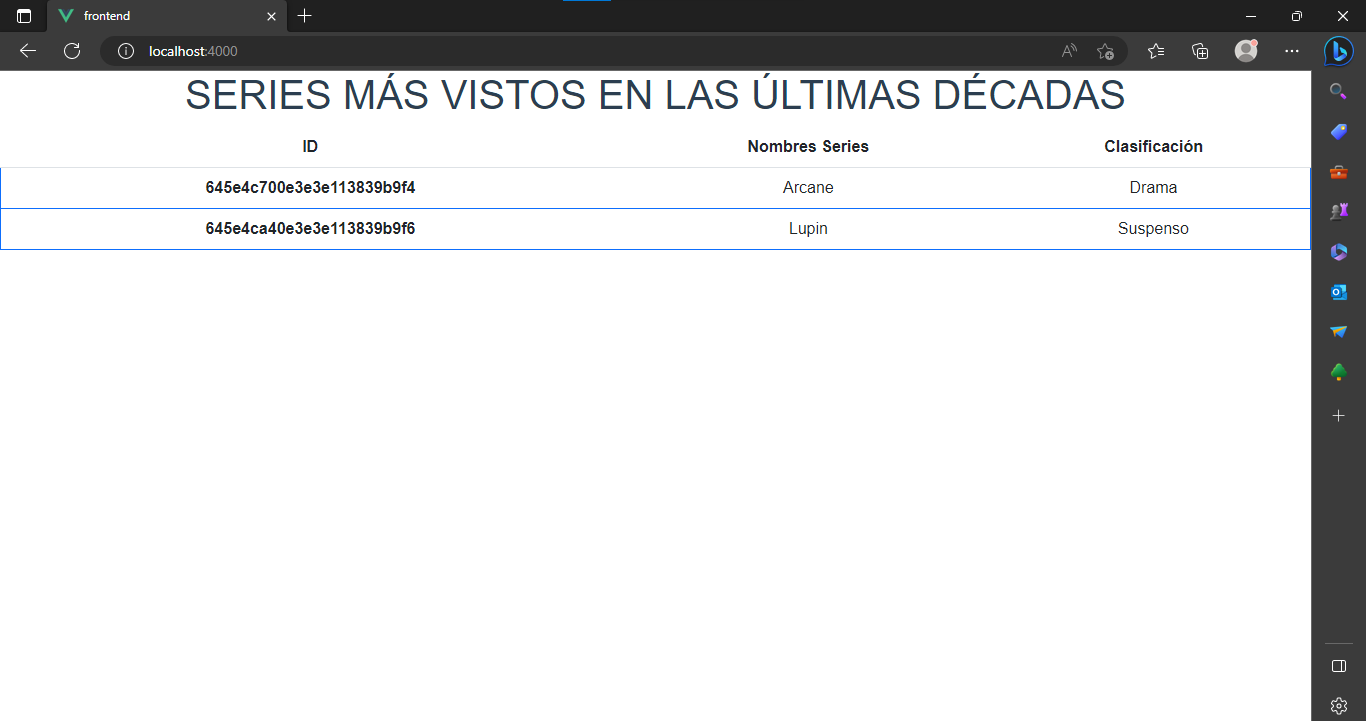 frontend
localhost:4000
SERIES MÁS VISTOS EN LAS ÚLTIMAS DÉCADAS
ID Nombres Series Clasificación
645e4c700e3e3e113839b9f4 Arcane Drama
645e4ca40e3e3e113839b9f6 Lupin Suspenso